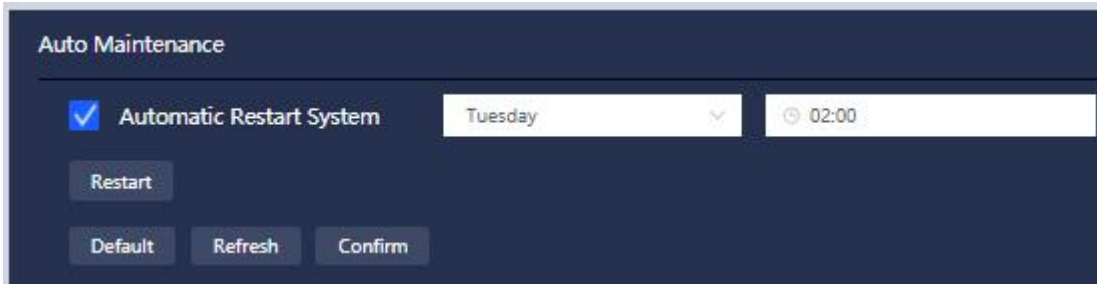 Auto Maintenance
Automatic Restart System Tuesday 02:00
Restart
Default Refresh Confirm